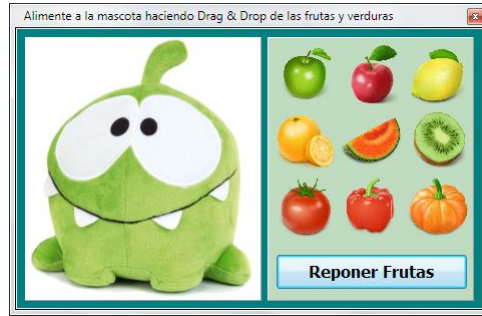 Alimente a la mascota haciendo Drag & Drop de las frutas y verduras
Reponer Frutas